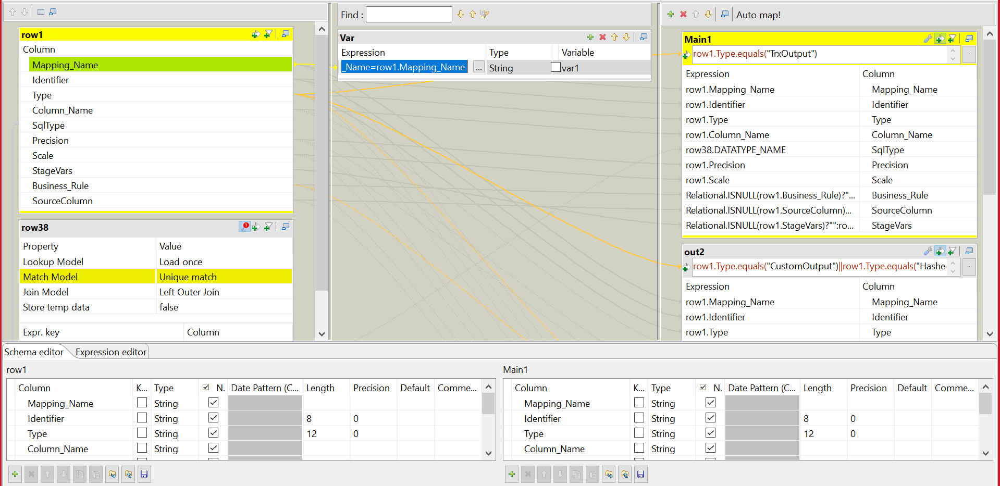 row1
Column
Mapping_Name
Identifier
Type
Column_Name
SqlType
Precision
Scale
StageVars
Business_Rule
SourceColumn
row38
Property Value
Lookup Model Load once
Match Model Unique match
Join Model Left Outer Join
Store temp data false
Expr. key Column
Find :
Var
Expression Type Variable
_Name=row1.Mapping_Name ... String var1
Auto map!
Main1
row1.Type.equals("TrxOutput") ...
Expression Column
row1.Mapping_Name Mapping_Name
row1.Identifier Identifier
row1.Type Type
row1.Column_Name Column_Name
row38.DATATYPE_NAME SqlType
row1.Precision Precision
row1.Scale Scale
Relational.ISNULL(row1.Business_Rule)?"... Business_Rule
Relational.ISNULL(row1.SourceColumn)... SourceColumn
Relational.ISNULL(row1.StageVars)?"":ro... StageVars
out2
row1.Type.equals("CustomOutput")||row1.Type.equals("Hashe ...
Expression Column
row1.Mapping_Name Mapping_Name
row1.Identifier Identifier
row1.Type Type
Schema editor Expression editor
row1
Column K... Type N. Date Pattern (C... Length Precision Default Comme...
Mapping_Name String
Identifier String 8 0
Type String 12 0
Column_Name String
Main1
Column K... Type N. Date Pattern (C... Length Precision Default Comme...
Mapping_Name String
Identifier String 8 0
Type String 12 0
Column_Name String